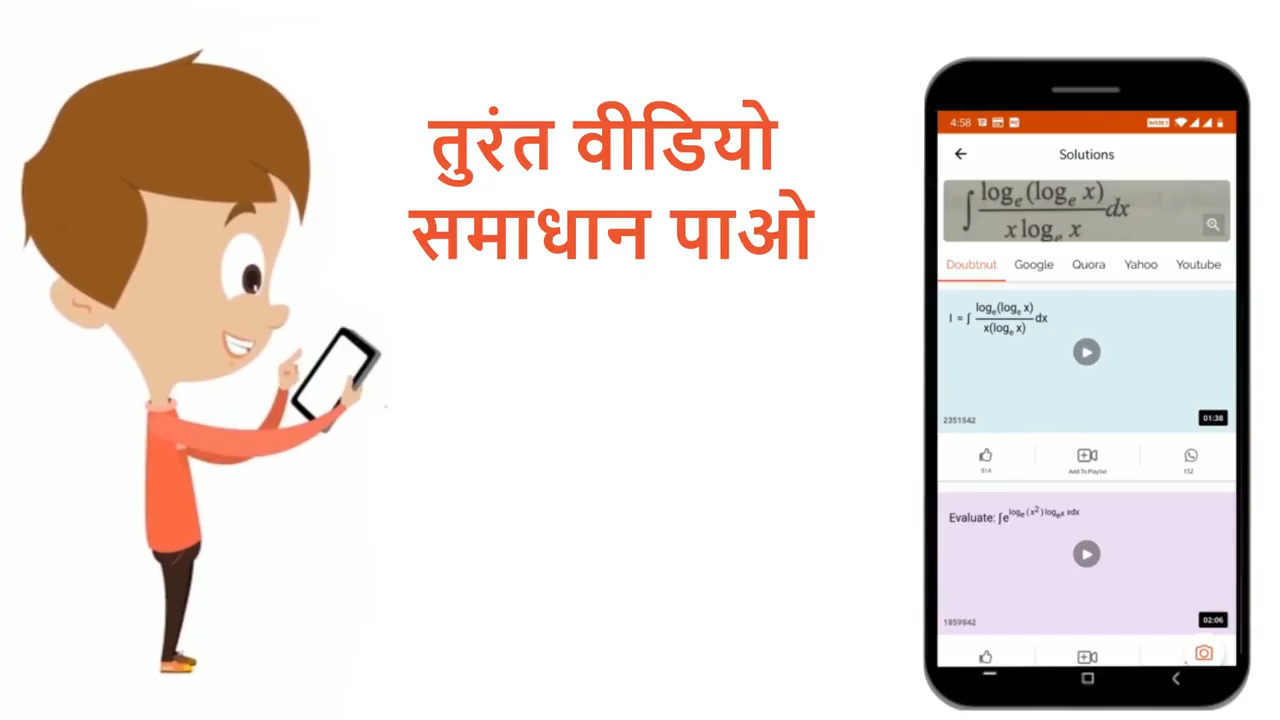 तुरंत वीडियो
समाधान पाओ
4:58
Solutions
∫ logₑ(logₑ x) / x logₑ x dx
Doubtnut Google Quora Yahoo Youtube
I = ∫ logₑ(logₑ x) / x(logₑ x) dx
2351542
01:38
914
Add To Playlist
152
Evaluate: ∫e^logₑ(x²) logₑx xdx
1859842
02:06